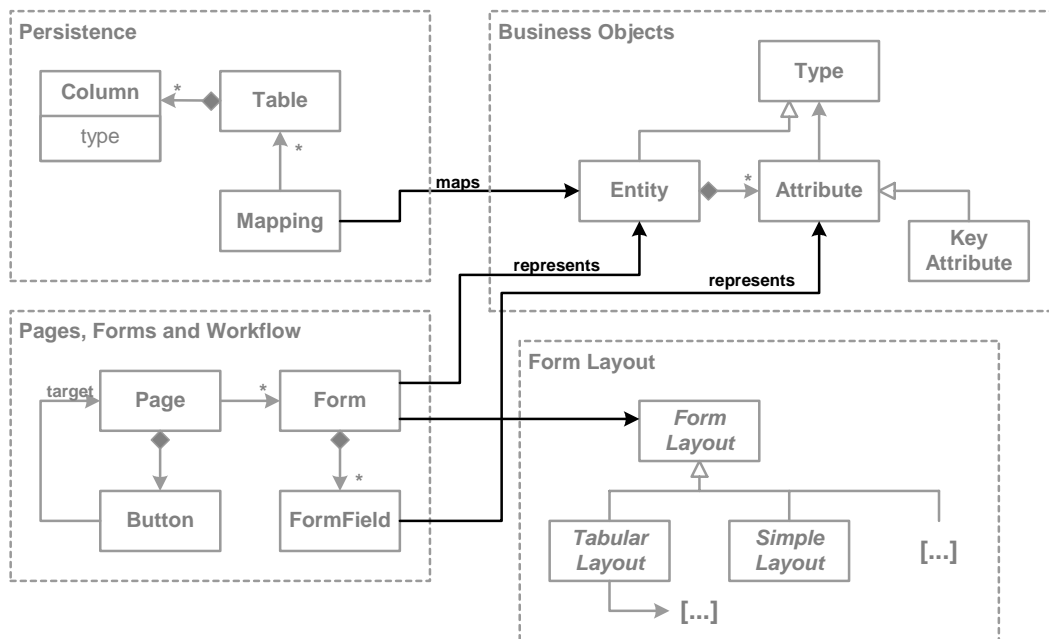 Persistence
Column
type
*
Table
*
Mapping
maps
Business Objects
Type
Entity
*
Attribute
Key
Attribute
represents
represents
Pages, Forms and Workflow
target
Page
*
Form
Button
*
FormField
Form Layout
Form
Layout
Tabular
Layout
Simple
Layout
[...]
[...]